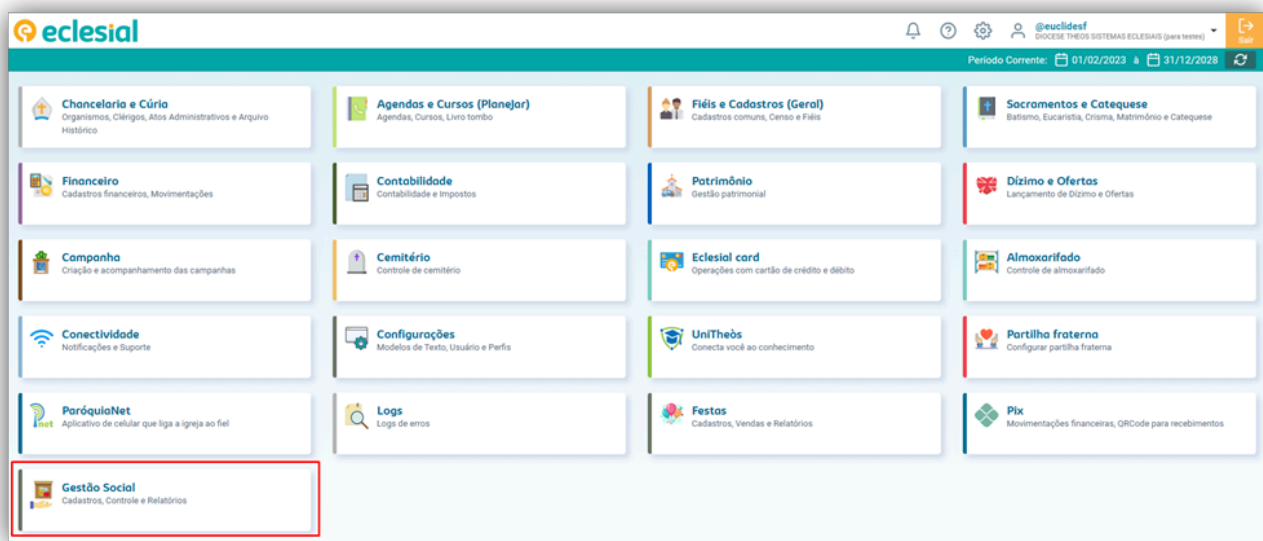 eclesial
@euclidesf
DIOCESE THEOS SISTEMAS ECLESIAIS (para testes)
Sair
Período Corrente: 01/02/2023 à 31/12/2028
Chancelaria e Cúria
Organismos, Clérigos, Atos Administrativos e Arquivo
Histórico
Agendas e Cursos (Planejar)
Agendas, Cursos, Livro tombo
Fiéis e Cadastros (Geral)
Cadastros comuns, Censo e Fiéis
Sacramentos e Catequese
Batismo, Eucaristia, Crisma, Matrimônio e Catequese
Financeiro
Cadastros financeiros, Movimentações
Contabilidade
Contabilidade e Impostos
Patrimônio
Gestão patrimonial
Dízimo e Ofertas
Lançamento de Dízimo e Ofertas
Campanha
Criação e acompanhamento das campanhas
Cemitério
Controle de cemitério
Eclesial card
Operações com cartão de crédito e débito
Almoxarifado
Controle de almoxarifado
Conectividade
Notificações e Suporte
Configurações
Modelos de Texto, Usuário e Perfis
UniTheòs
Conecta você ao conhecimento
Partilha fraterna
Configurar partilha fraterna
net
ParóquiaNet
Aplicativo de celular que liga a igreja ao fiel
Logs
Logs de erros
Festas
Cadastros, Vendas e Relatórios
Pix
Movimentações financeiras, QRCode para recebimentos
Gestão Social
Cadastros, Controle e Relatórios